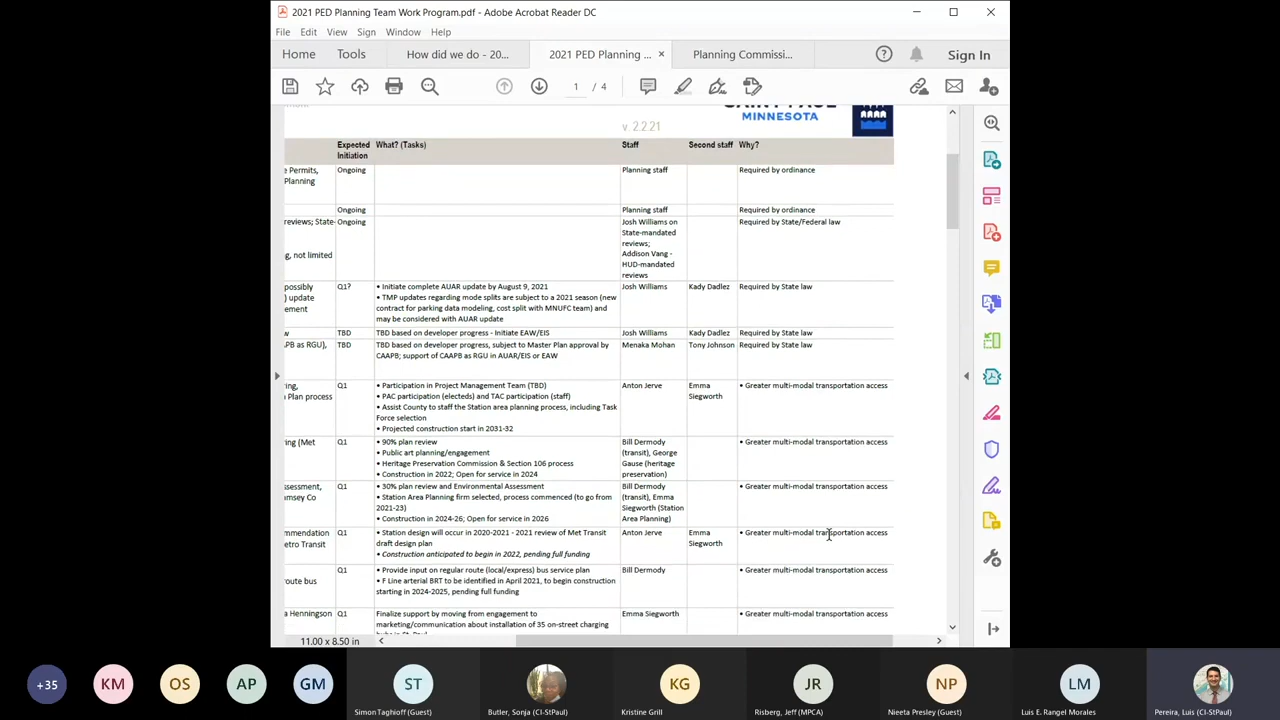 2021 PED Planning Team Work Program.pdf - Adobe Acrobat Reader DC
File Edit View Sign Window Help
Home Tools How did we do - 20... 2021 PED Planning ... × Planning Commissi... Sign In
1 / 4
MINNESOTA
v. 2.2.21
Expected Initiation What? (Tasks) Staff Second staff Why?
e Permits, Planning Ongoing Planning staff Required by ordinance
Ongoing Planning staff Required by ordinance
reviews; State- Ongoing Josh Williams on Required by State/Federal law
State-mandated
reviews;
g, not limited Addison Vang -
HUD-mandated
reviews
possibly Q1? • Initiate complete AUAR update by August 9, 2021 Josh Williams Kady Dadlez Required by State law
) update • TMP updates regarding mode splits are subject to a 2021 season (new
ement contract for parking data modeling, cost split with MNUFC team) and
may be considered with AUAR update
w TBD TBD based on developer progress - Initiate EAW/EIS Josh Williams Kady Dadlez Required by State law
APB as RGU), TBD TBD based on developer progress, subject to Master Plan approval by Menaka Mohan Tony Johnson Required by State law
CAAPB; support of CAAPB as RGU in AUAR/EIS or EAW
ring, Q1 • Participation in Project Management Team (TBD) Anton Jerve Emma • Greater multi-modal transportation access
n Plan process • PAC participation (electeds) and TAC participation (staff) Siegworth
• Assist County to staff the Station area planning process, including Task
Force selection
• Projected construction start in 2031-32
ring (Met Q1 • 90% plan review Bill Dermody • Greater multi-modal transportation access
• Public art planning/engagement (transit), George
• Heritage Preservation Commission & Section 106 process Gause (heritage
• Construction in 2022; Open for service in 2024 preservation)
ssessment, Q1 • 30% plan review and Environmental Assessment Bill Dermody • Greater multi-modal transportation access
amsey Co • Station Area Planning firm selected, process commenced (to go from (transit), Emma
2021-23) Siegworth (Station
• Construction in 2024-26; Open for service in 2026 Area Planning)
mmendation Q1 • Station design will occur in 2020-2021 - 2021 review of Met Transit Anton Jerve Emma • Greater multi-modal transportation access
etro Transit draft design plan Siegworth
• Construction anticipated to begin in 2022, pending full funding
Q1 • Provide input on regular route (local/express) bus service plan Bill Dermody • Greater multi-modal transportation access
route bus • F Line arterial BRT to be identified in April 2021, to begin construction
starting in 2024-2025, pending full funding
a Henningson Q1 Finalize support by moving from engagement to Emma Siegworth • Greater multi-modal transportation access
marketing/communication about installation of 35 on-street charging
11.00 x 8.50 in
+35 KM OS AP GM ST KG JR NP LM
Simon Taghioff (Guest) Butler, Sonja (CI-StPaul) Kristine Grill Risberg, Jeff (MPCA) Nieeta Presley (Guest) Luis E. Rangel Morales Pereira, Luis (CI-StPaul)